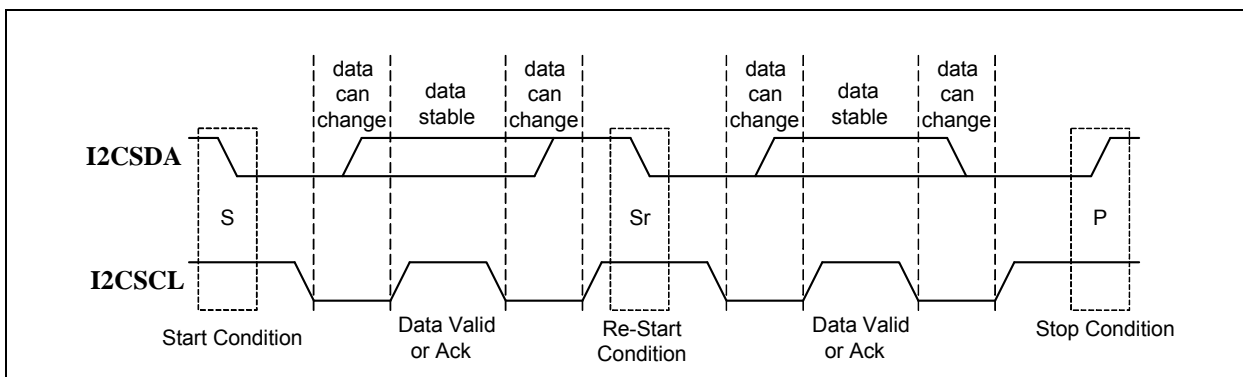 data
can
change
data
stable
data
can
change
data
can
change
data
stable
data
can
change
I2CSDA
S
Sr
P
I2CSCL
Start Condition
Data Valid
or Ack
Re-Start
Condition
Data Valid
or Ack
Stop Condition